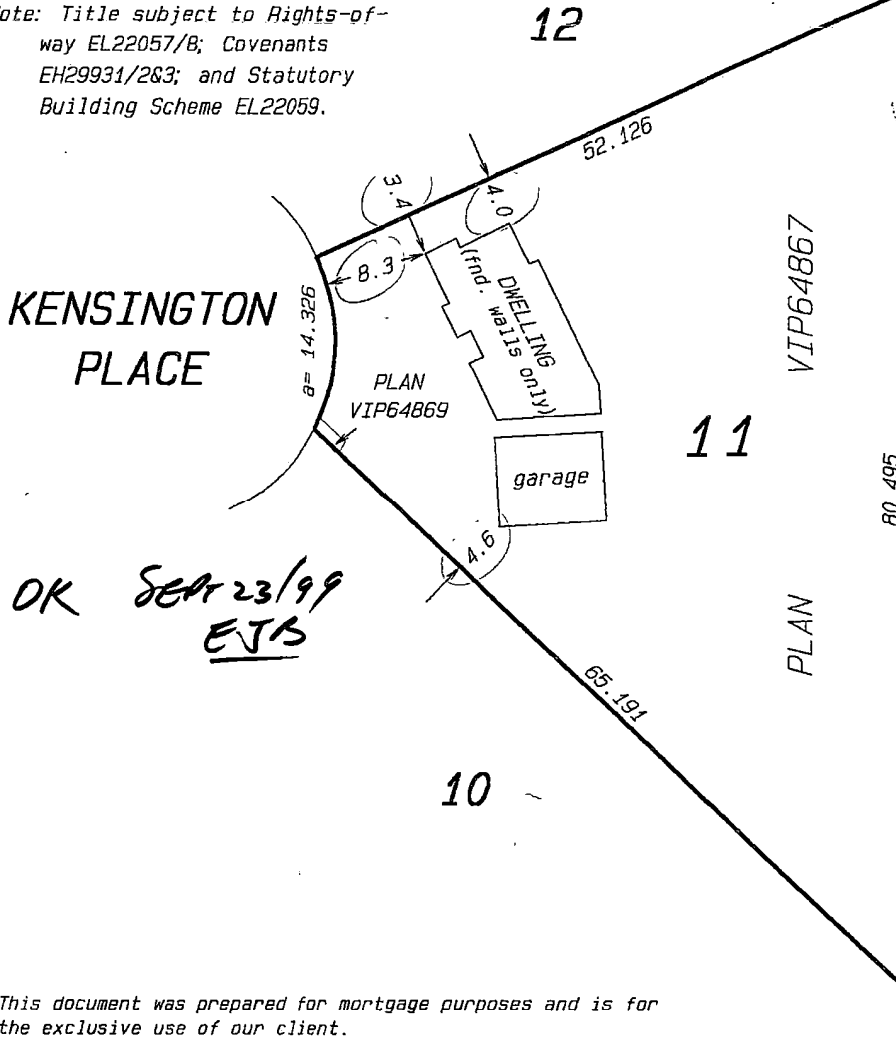 Note: Title subject to Rights-of-
way EL22057/8; Covenants
EH29931/2&3; and Statutory
Building Scheme EL22059.
12
52.126
3.4
4.0
8.3
KENSINGTON
PLACE
a= 14.326
DWELLING
(fnd. walls only)
PLAN
VIP64869
garage
11
VIP64867
PLAN
80.495
4.6
OK SEPT 23/99
EJB
65.191
10
This document was prepared for mortgage purposes and is for
the exclusive use of our client.